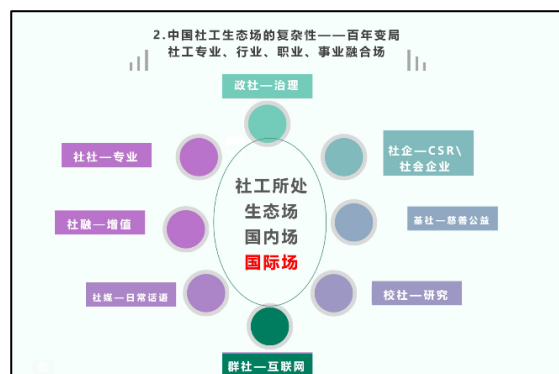 2.中国社工生态场的复杂性——百年变局
社工专业、行业、职业、事业融合场
政社—治理
社社—专业
社企—CSR\
社会企业
社融—增值
社工所处
生态场
国内场
国际场
基社—慈善公益
社媒—日常话语
校社—研究
群社—互联网